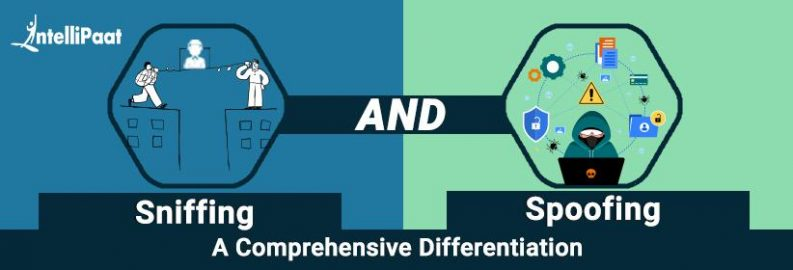 IntelliPaat
AND
Sniffing
Spoofing
A Comprehensive Differentiation